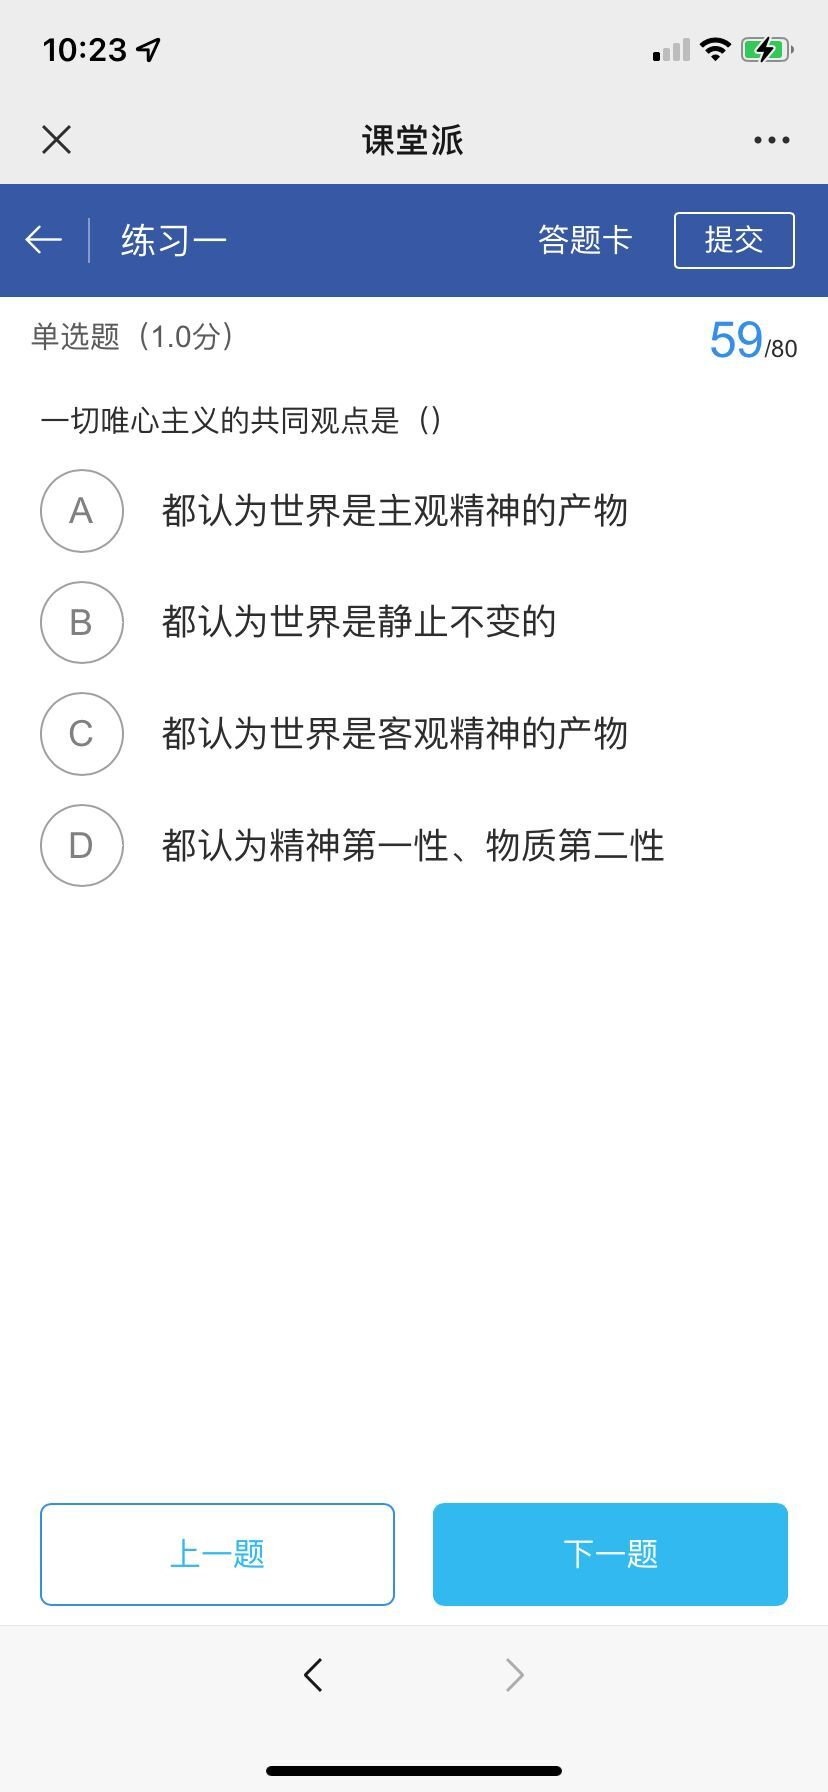 10:23
课堂派
练习一
答题卡
提交
单选题（1.0分）
59/80
一切唯心主义的共同观点是（）
A 都认为世界是主观精神的产物
B 都认为世界是静止不变的
C 都认为世界是客观精神的产物
D 都认为精神第一性、物质第二性
上一题
下一题